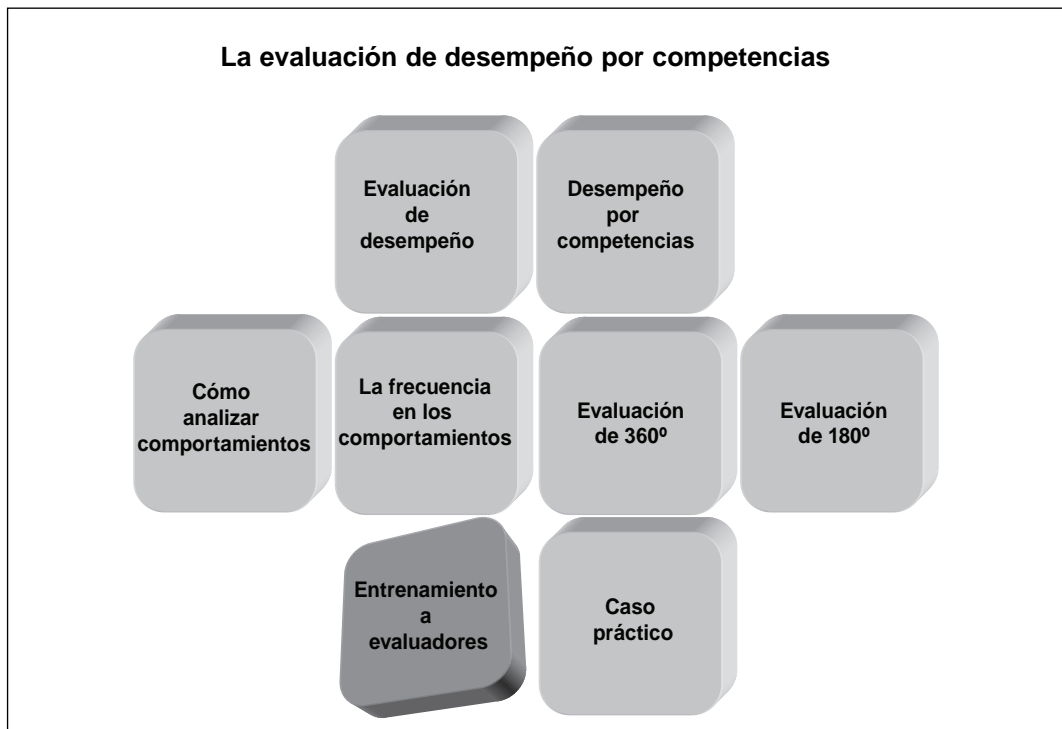 La evaluación de desempeño por competencias
Evaluación
de
desempeño
Desempeño
por
competencias
Cómo
analizar
comportamientos
La frecuencia
en los
comportamientos
Evaluación
de 360º
Evaluación
de 180º
Entrenamiento
a
evaluadores
Caso
práctico